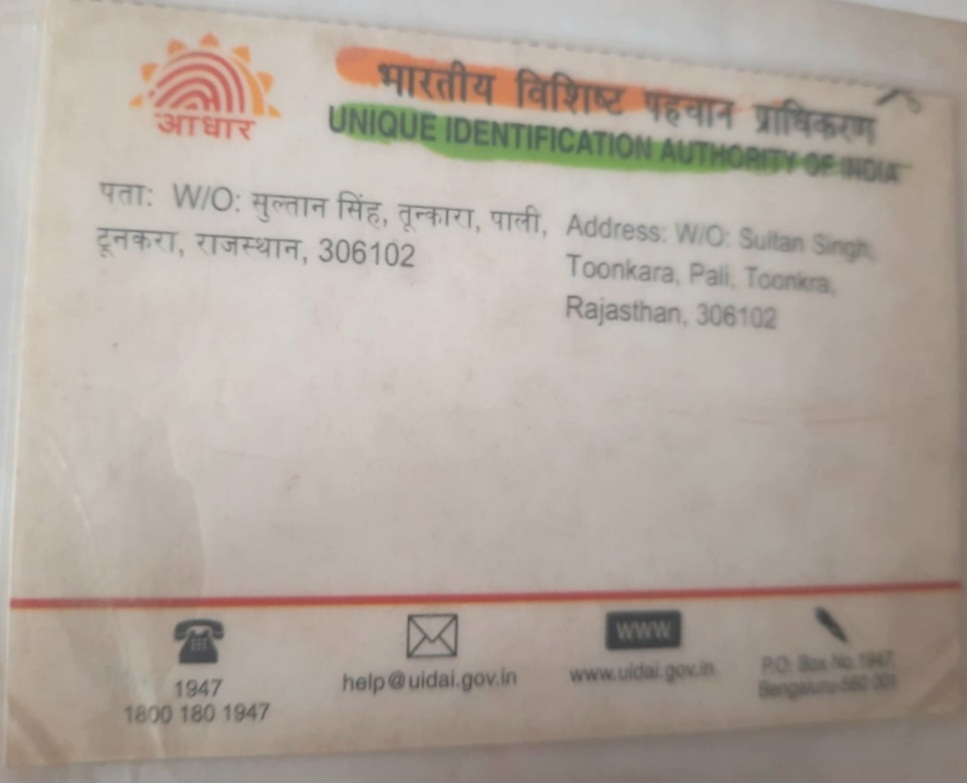 आधार
भारतीय विशिष्ट पहचान प्राधिकरण
UNIQUE IDENTIFICATION AUTHORITY OF INDIA
पता: W/O: सुल्तान सिंह, तून्कारा, पाली,
टूनकरा, राजस्थान, 306102
Address: W/O: Sultan Singh,
Toonkara, Pali, Toonkra,
Rajasthan, 306102
1947
1800 180 1947
help@uidai.gov.in
WWW
www.uidai.gov.in
P.O. Box No.1947,
Bengaluru-560 001